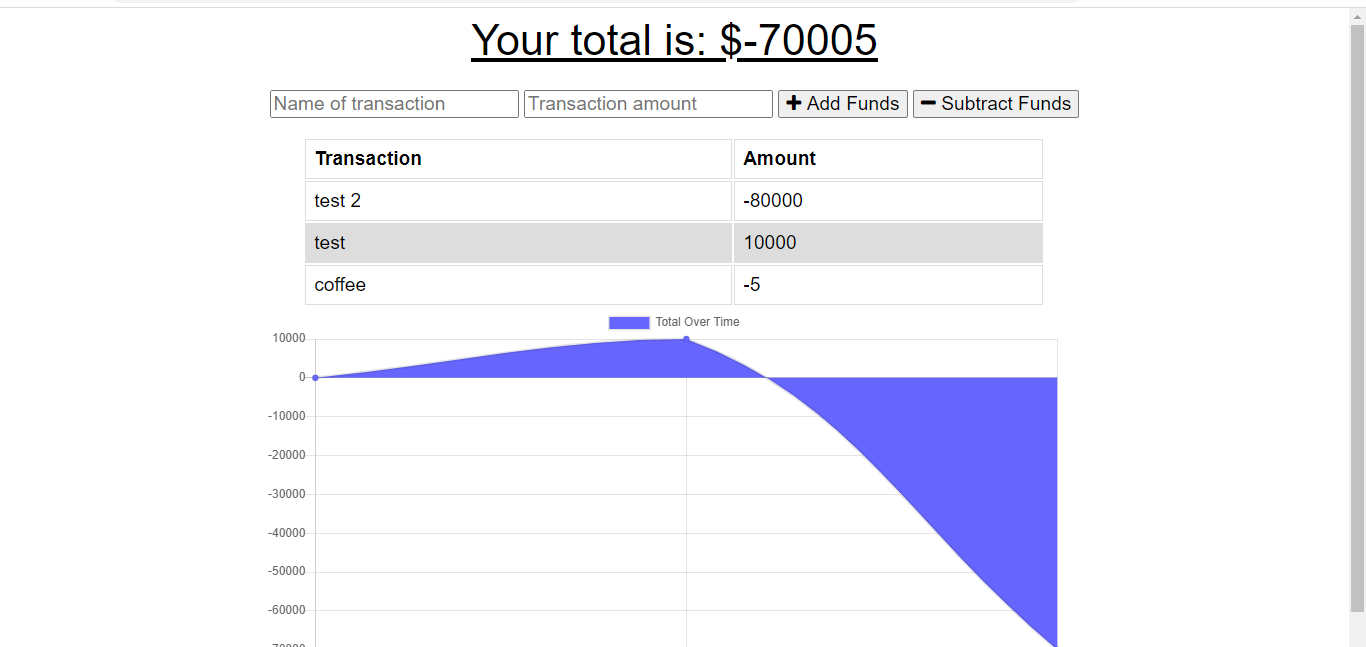 Your total is: $-70005
Name of transaction Transaction amount Add Funds Subtract Funds
Transaction Amount
test 2 -80000
test 10000
coffee -5
Total Over Time
10000
0
-10000
-20000
-30000
-40000
-50000
-60000